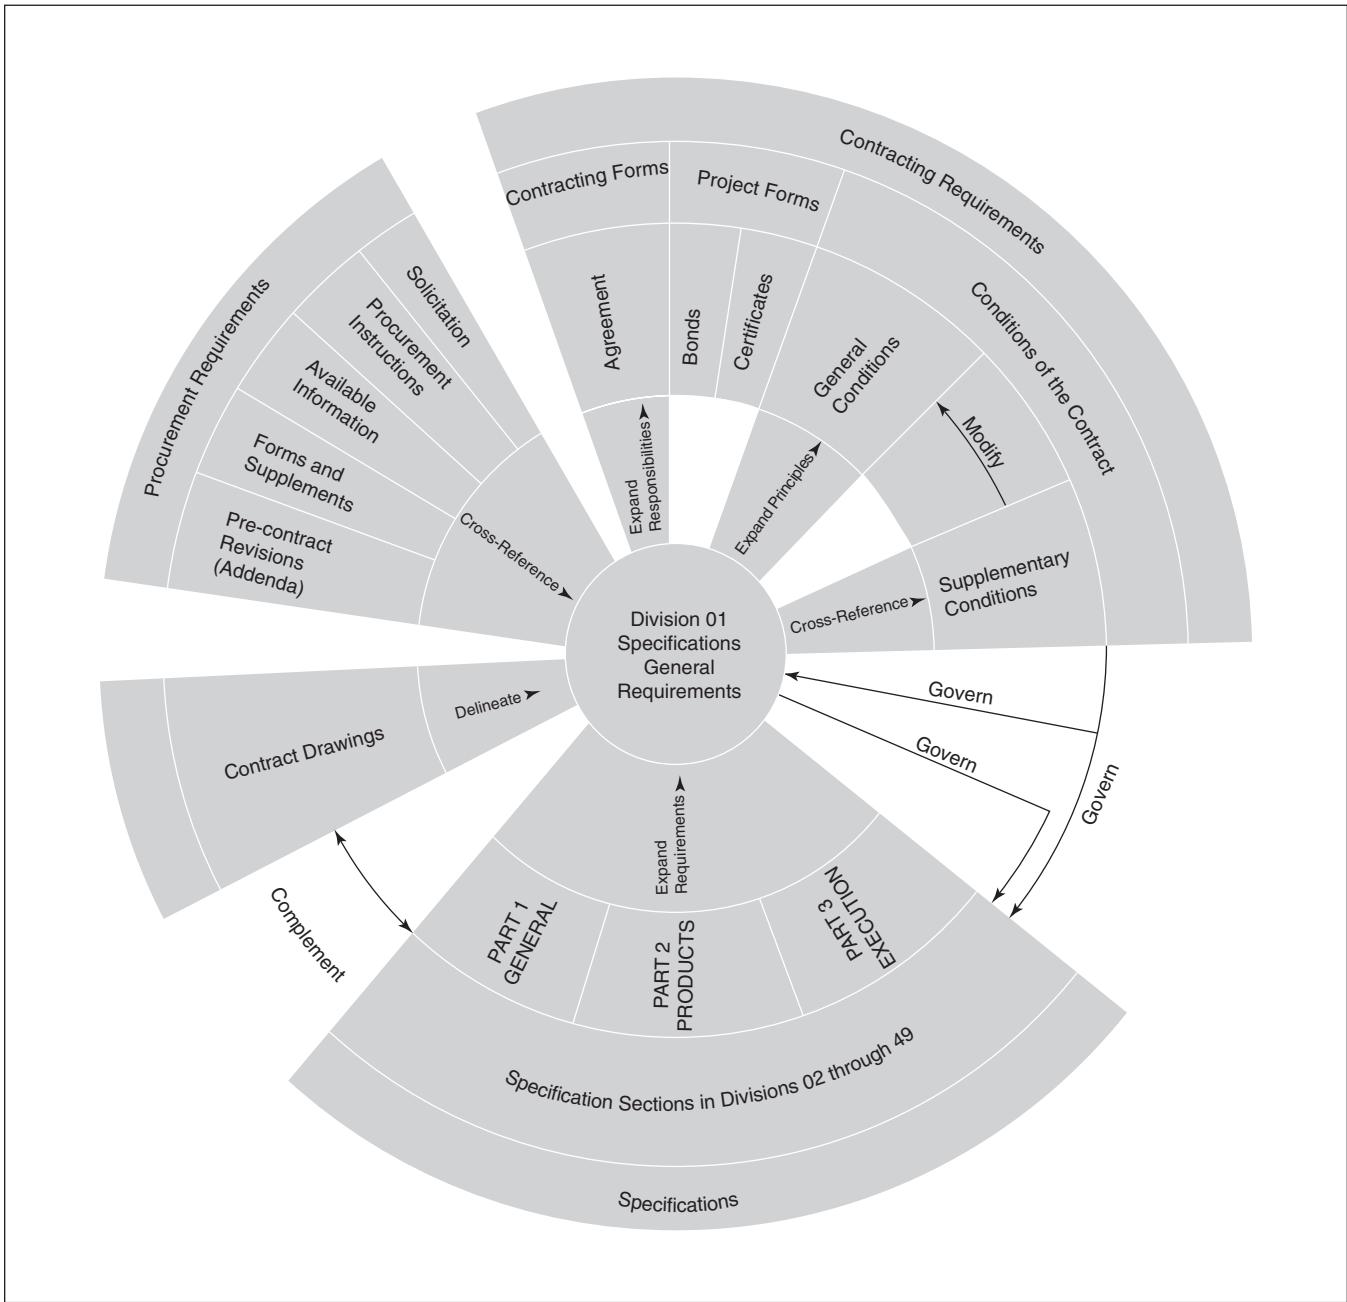 Contracting Requirements
Contracting Forms
Project Forms
Conditions of the Contract
Agreement
Bonds
Certificates
General
Conditions
Modify
Supplementary
Conditions
Expand
Responsibilities
Expand Principles
Cross-Reference
Procurement Requirements
Solicitation
Procurement
Instructions
Available
Information
Forms and
Supplements
Pre-contract
Revisions
(Addenda)
Cross-Reference
Division 01
Specifications
General
Requirements
Govern
Govern
Govern
Delineate
Contract Drawings
Complement
Expand
Requirements
PART 1
GENERAL
PART 2
PRODUCTS
PART 3
EXECUTION
Specification Sections in Divisions 02 through 49
Specifications